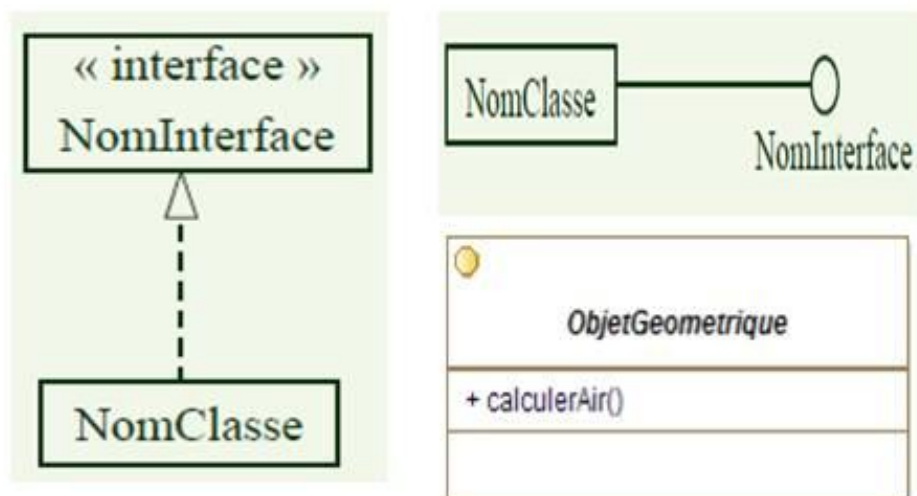 « interface »
NomInterface
NomClasse
NomClasse
NomInterface
ObjetGeometrique
+ calculerAir()